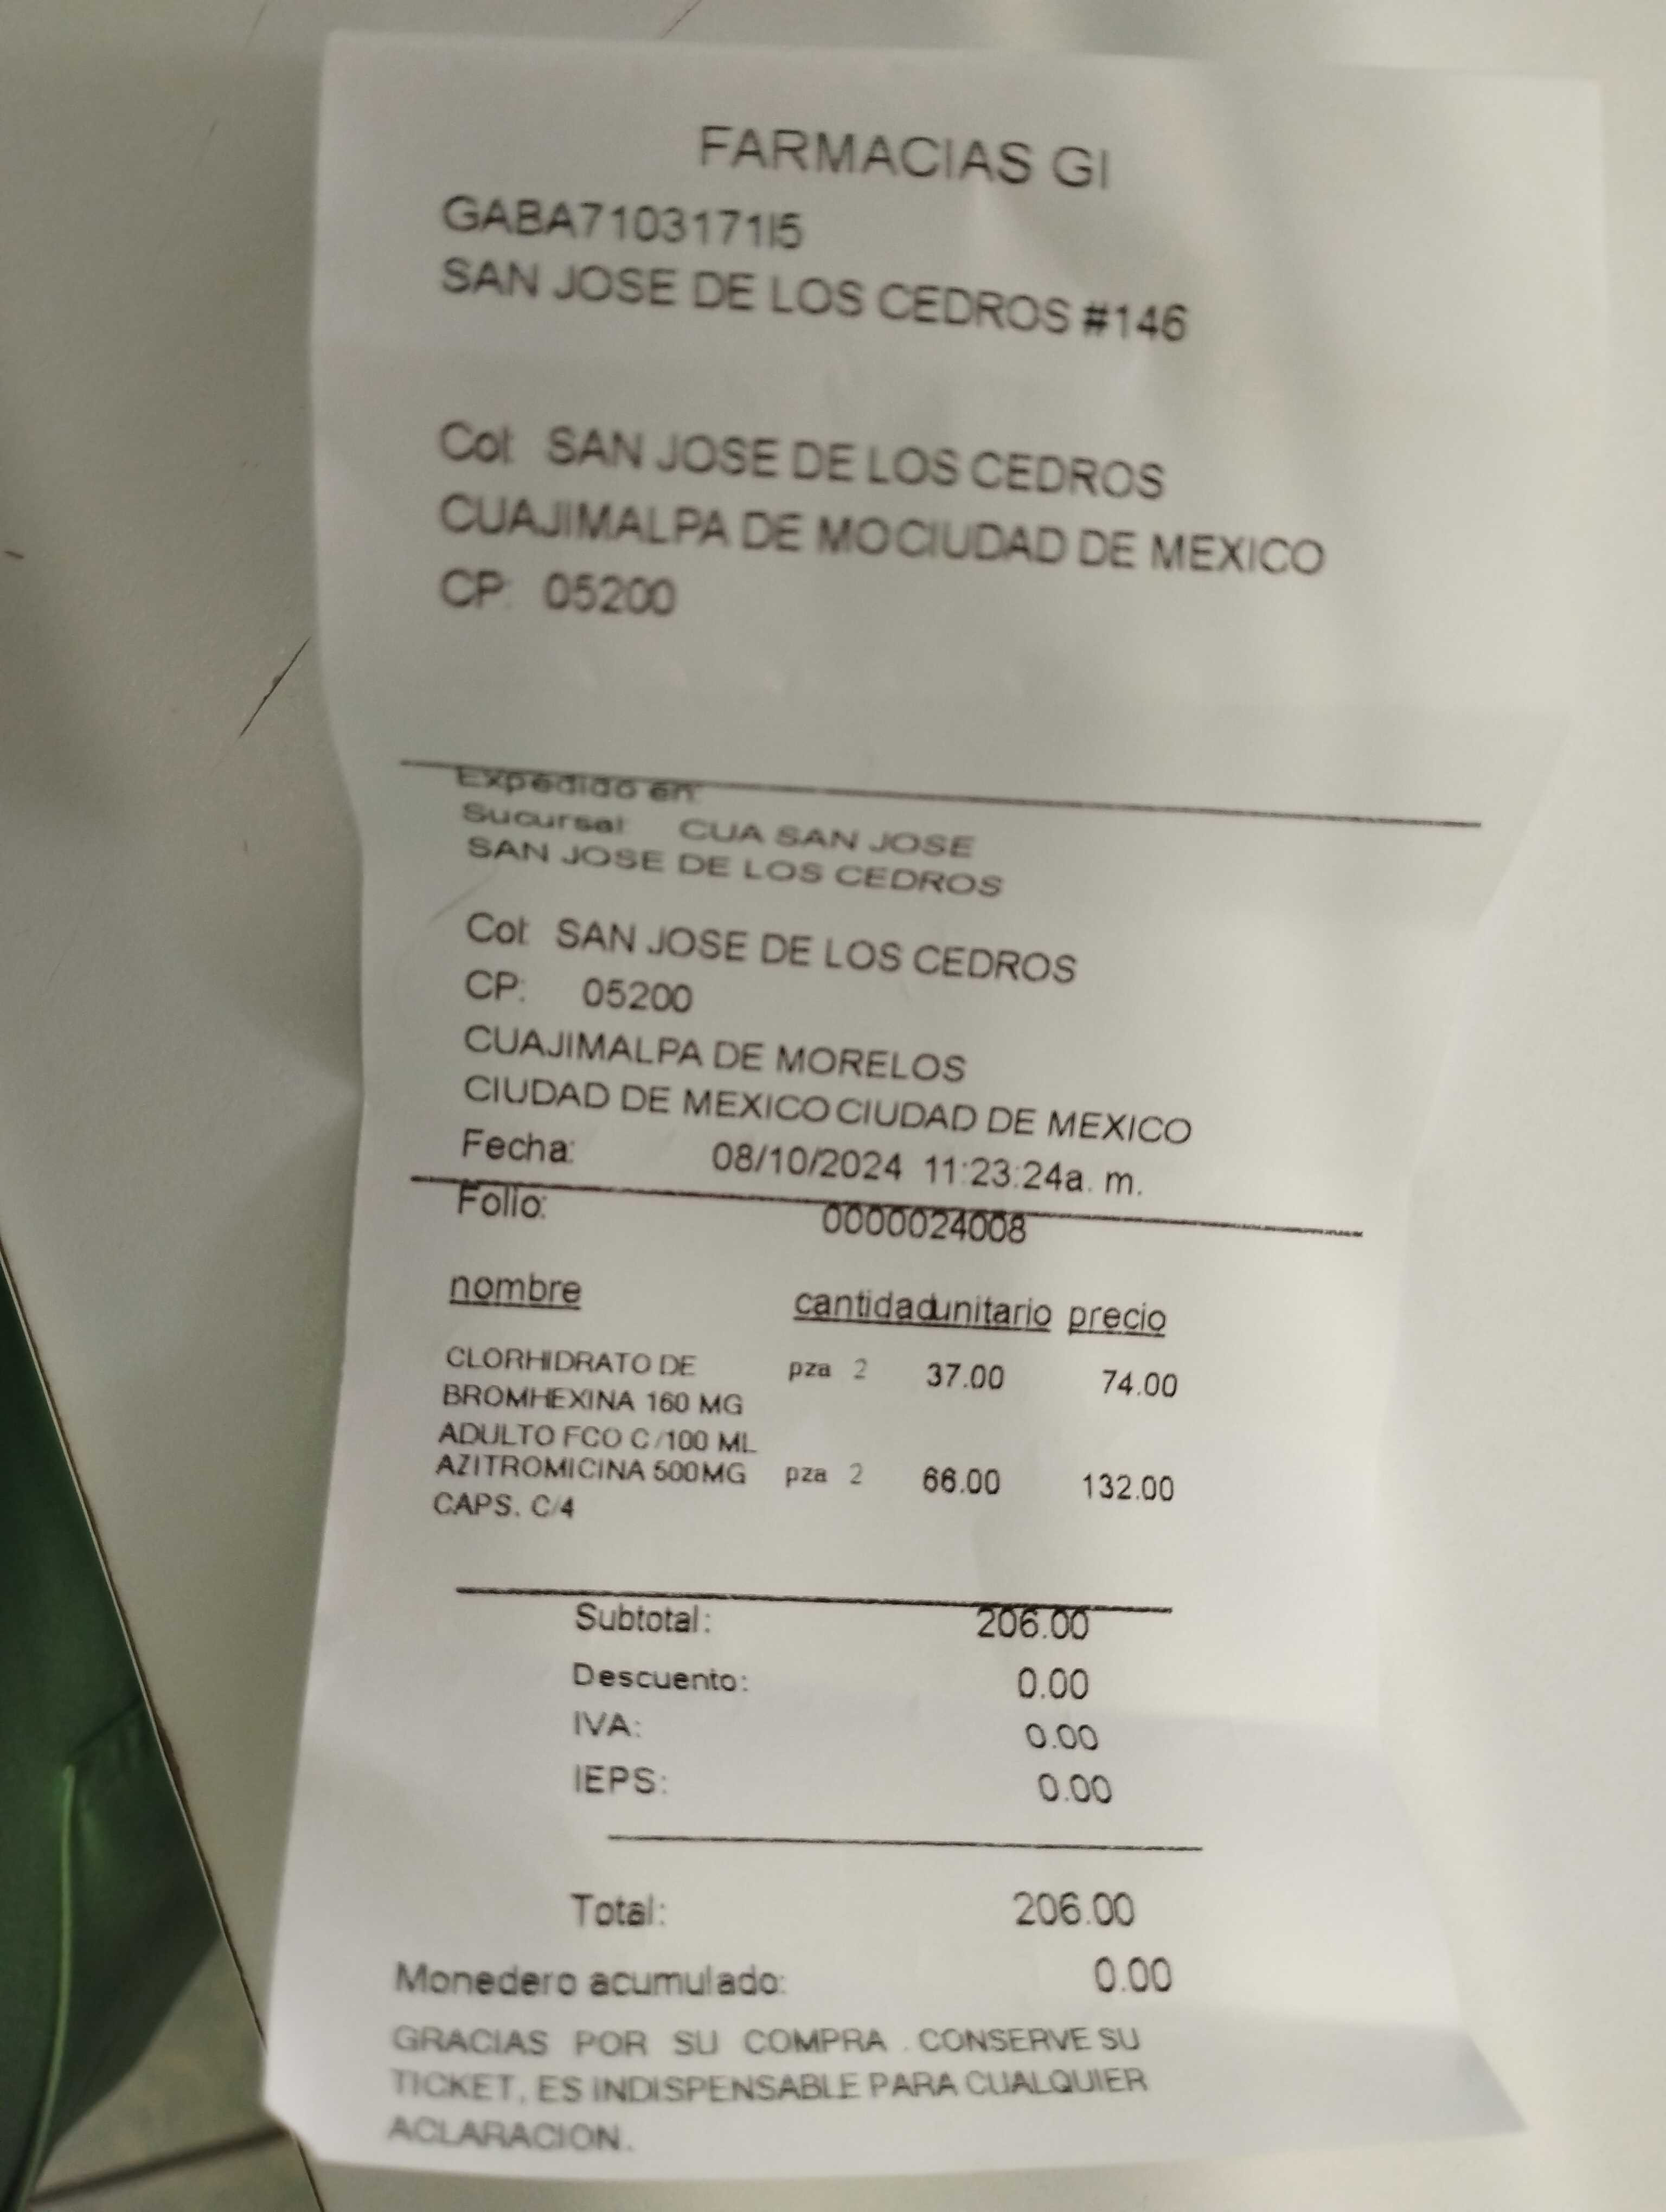 FARMACIAS GI
GABA7103171I5
SAN JOSE DE LOS CEDROS #146
Col: SAN JOSE DE LOS CEDROS
CUAJIMALPA DE MOCIUDAD DE MEXICO
CP: 05200
Expedido en:
Sucursal: CUA SAN JOSE
SAN JOSE DE LOS CEDROS
Col: SAN JOSE DE LOS CEDROS
CP: 05200
CUAJIMALPA DE MORELOS
CIUDAD DE MEXICO CIUDAD DE MEXICO
Fecha: 08/10/2024 11:23:24a. m.
Folio: 0000024008
nombre cantidad unitario precio
CLORHIDRATO DE pza 2 37.00 74.00
BROMHEXINA 160 MG
ADULTO FCO C/100 ML
AZITROMICINA 500MG pza 2 66.00 132.00
CAPS. C/4
Subtotal: 206.00
Descuento: 0.00
IVA: 0.00
IEPS: 0.00
Total: 206.00
Monedero acumulado: 0.00
GRACIAS POR SU COMPRA . CONSERVE SU
TICKET, ES INDISPENSABLE PARA CUALQUIER
ACLARACION.